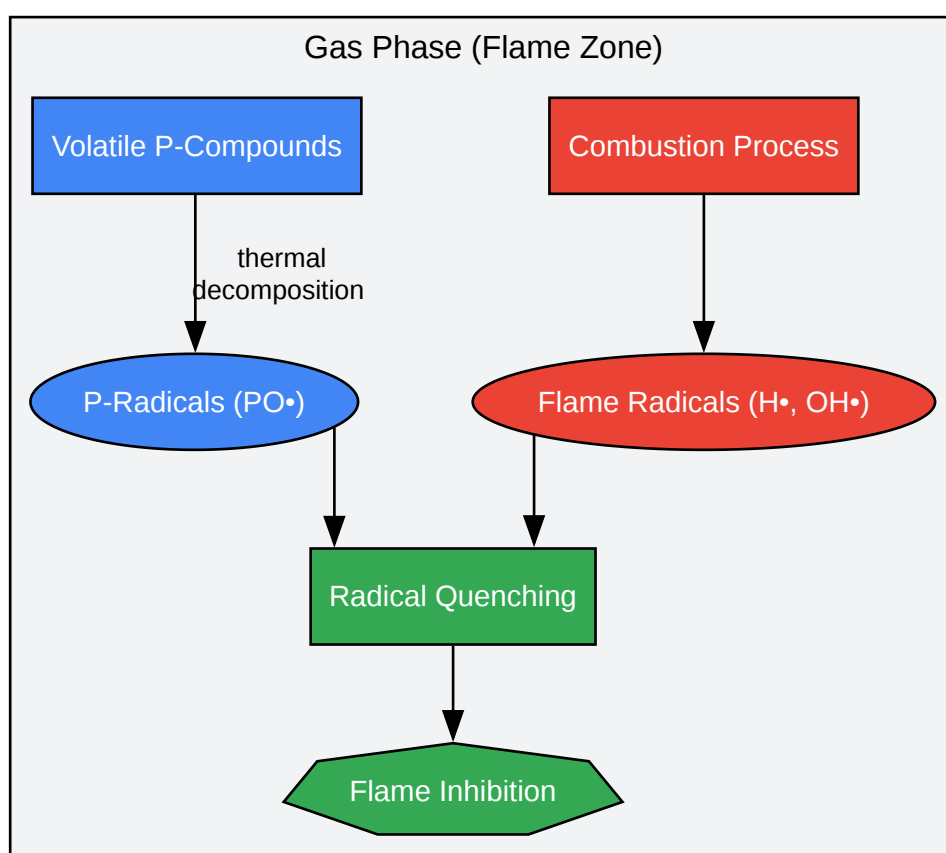 Gas Phase (Flame Zone)
Volatile P-Compounds
Combustion Process
thermal
decomposition
P-Radicals (PO•)
Flame Radicals (H•, OH•)
Radical Quenching
Flame Inhibition